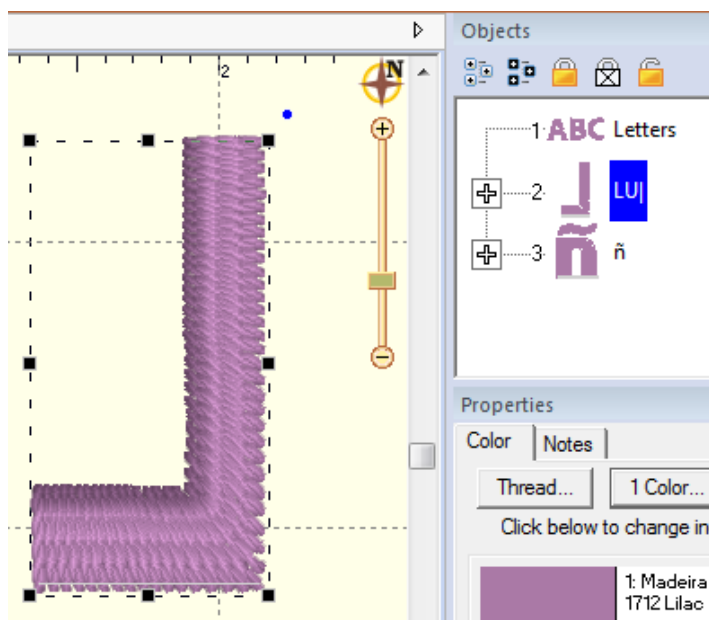 Objects
2
N
1 ABC Letters
2 LU|
3 ñ ñ
Properties
Color Notes
Thread... 1 Color...
Click below to change in
1: Madeira
1712 Lilac